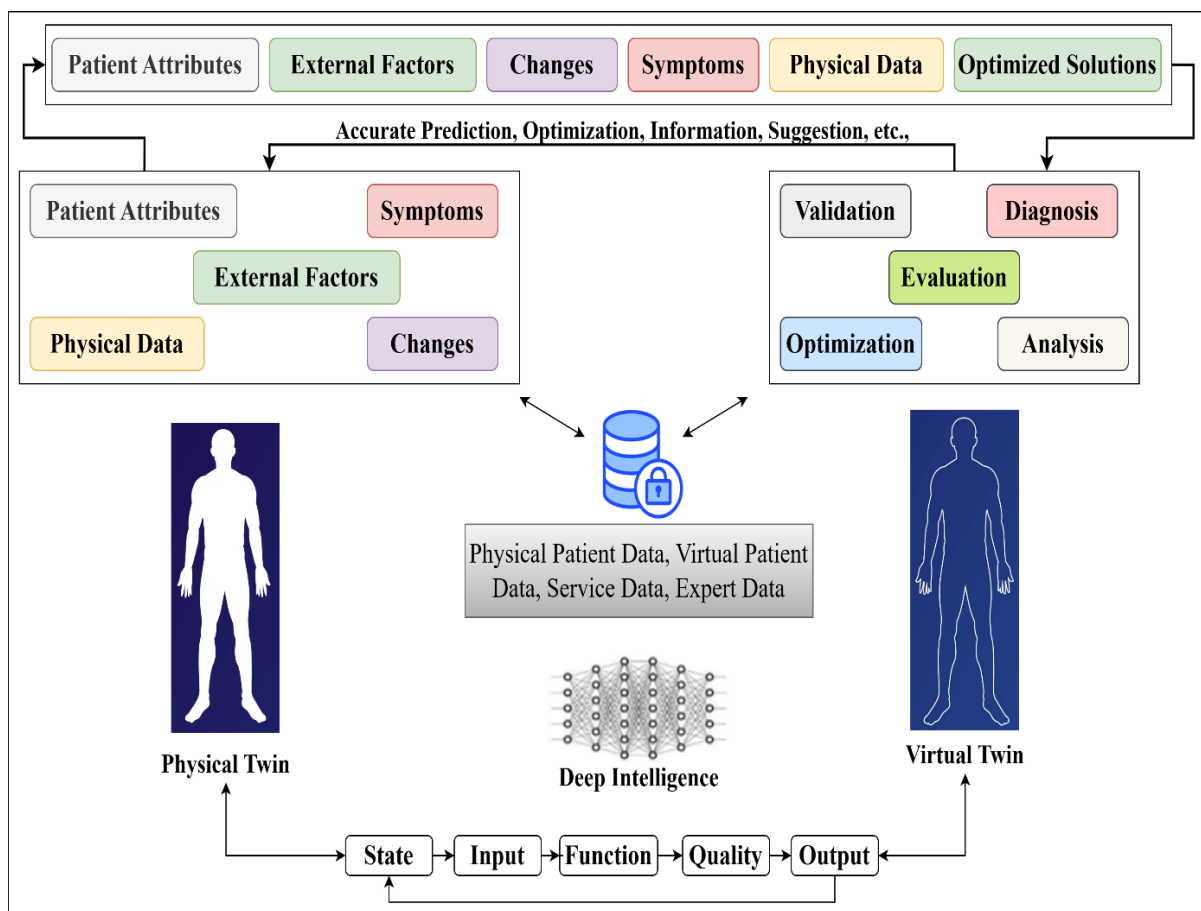 Patient Attributes
External Factors
Changes
Symptoms
Physical Data
Optimized Solutions
Accurate Prediction, Optimization, Information, Suggestion, etc.,
Patient Attributes
Symptoms
External Factors
Physical Data
Changes
Validation
Diagnosis
Evaluation
Optimization
Analysis
Physical Patient Data, Virtual Patient
Data, Service Data, Expert Data
Physical Twin
Deep Intelligence
Virtual Twin
State
Input
Function
Quality
Output